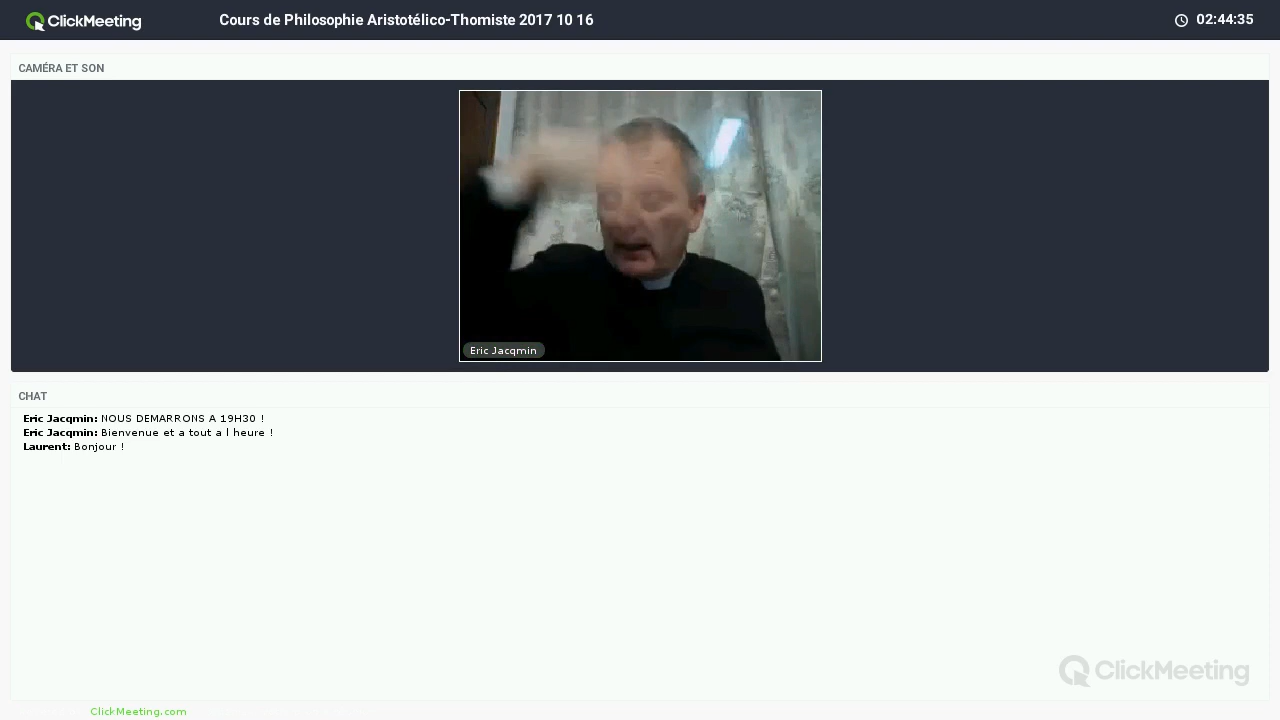 ClickMeeting
Cours de Philosophie Aristotélico-Thomiste 2017 10 16
02:44:35
CAMÉRA ET SON
Eric Jacqmin
CHAT
Eric Jacqmin: NOUS DEMARRONS A 19H30 !
Eric Jacqmin: Bienvenue et a tout a l heure !
Laurent: Bonjour !
ClickMeeting
ClickMeeting.com